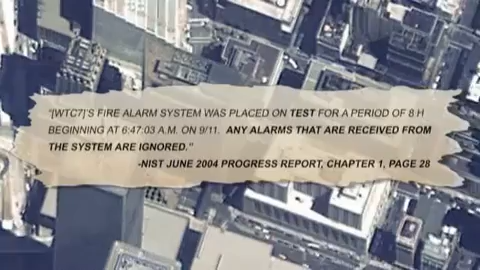 "[WTC7]'S FIRE ALARM SYSTEM WAS PLACED ON TEST FOR A PERIOD OF 8 H
BEGINNING AT 6:47:03 A.M. ON 9/11.  ANY ALARMS THAT ARE RECEIVED FROM
THE SYSTEM ARE IGNORED."
-NIST JUNE 2004 PROGRESS REPORT, CHAPTER 1, PAGE 28